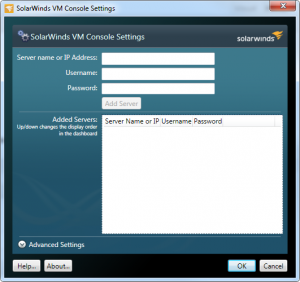 SolarWinds VM Console Settings
SolarWinds VM Console Settings
solarwinds
Server name or IP Address:
Username:
Password:
Add Server
Added Servers:
Up/down changes the display order
in the dashboard
Server Name or IP Username Password
Advanced Settings
Help...
About...
OK
Cancel